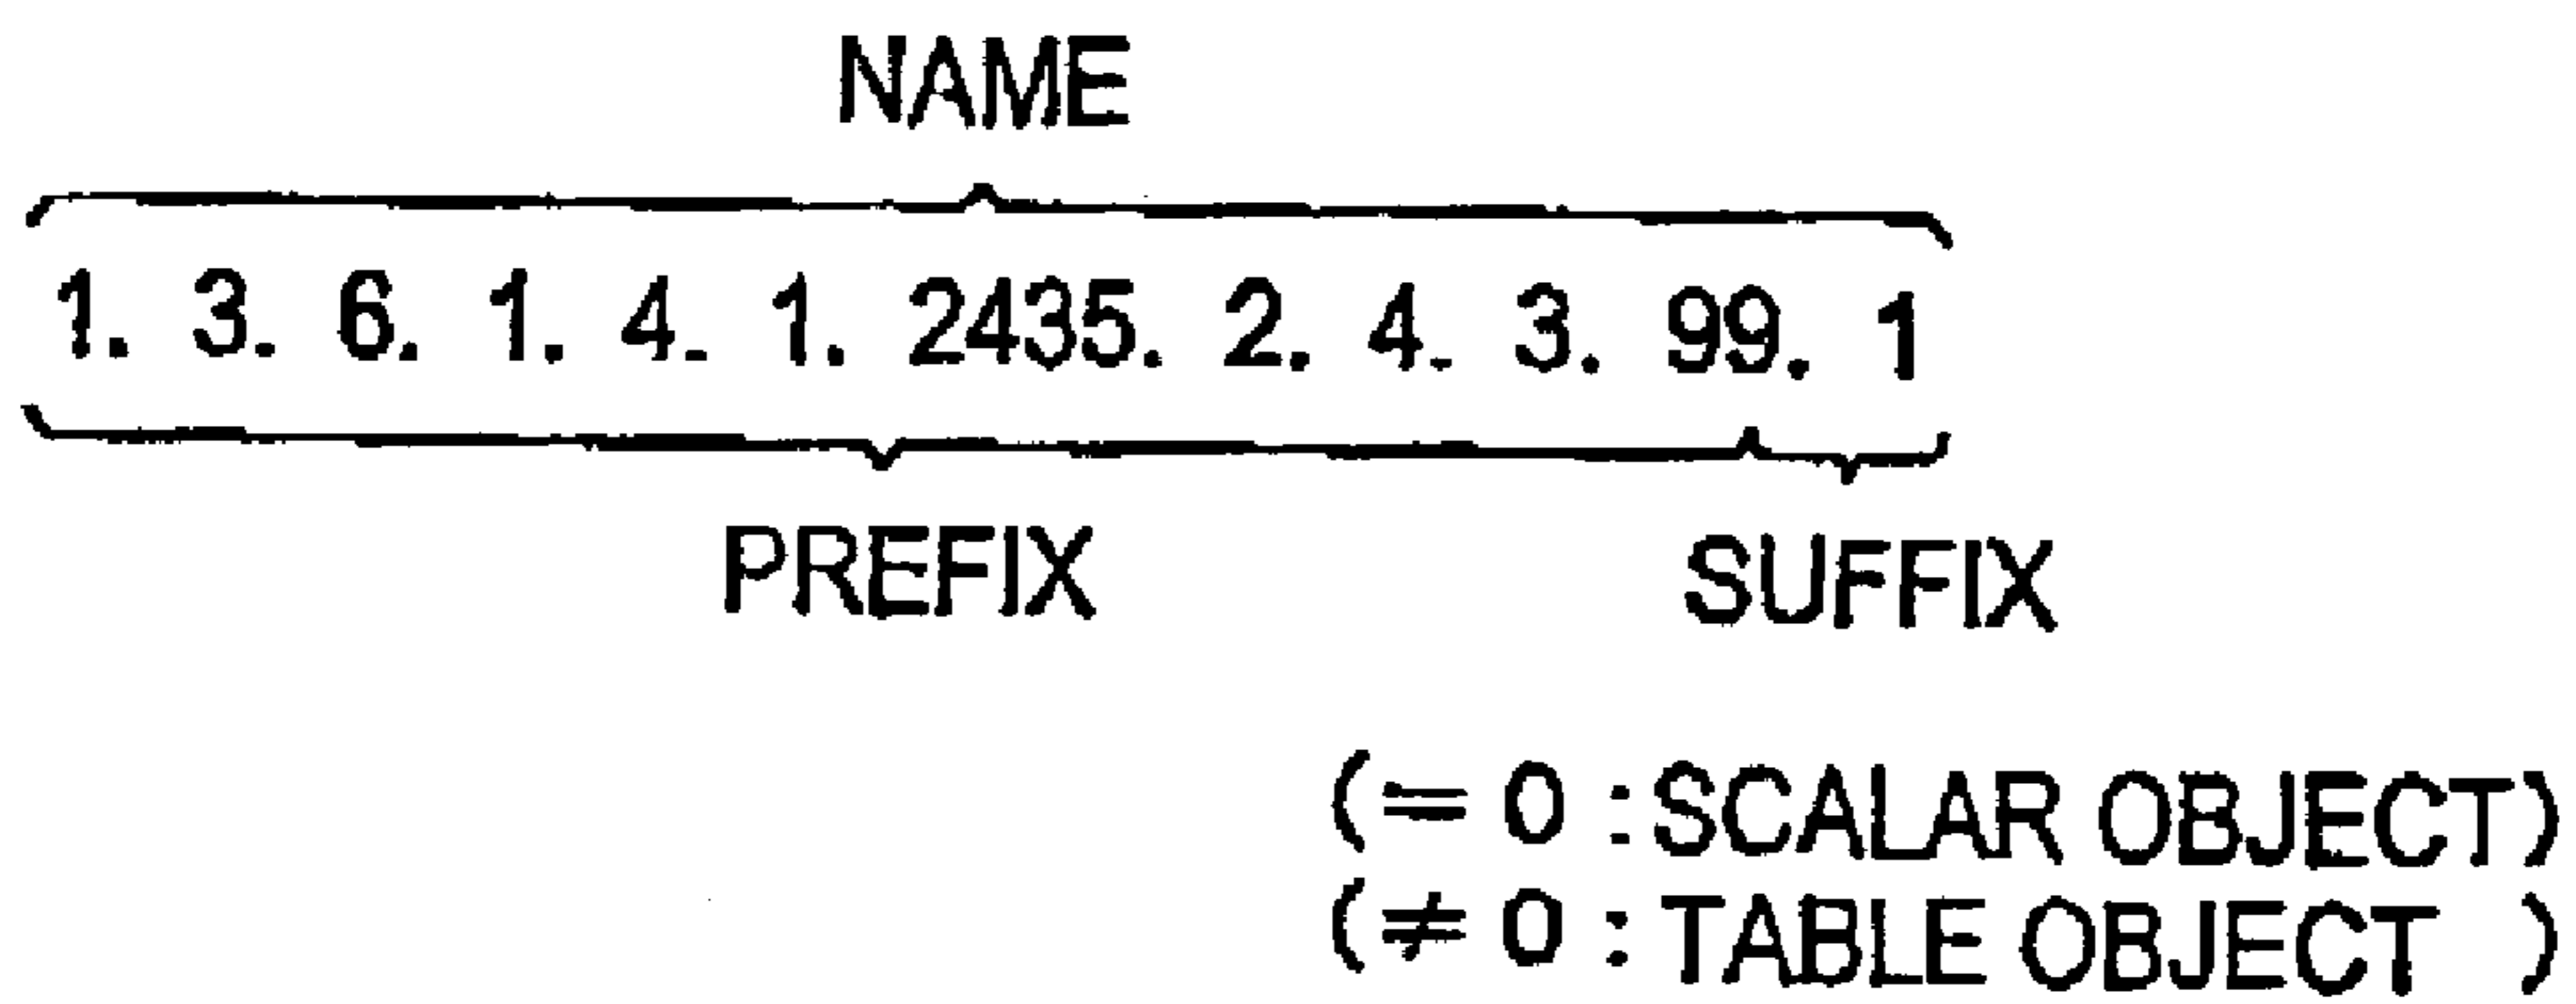 NAME
1. 3. 6. 1. 4. 1. 2435. 2. 4. 3. 99. 1
PREFIX SUFFIX
(= 0 : SCALAR OBJECT)
(≠ 0 : TABLE OBJECT )